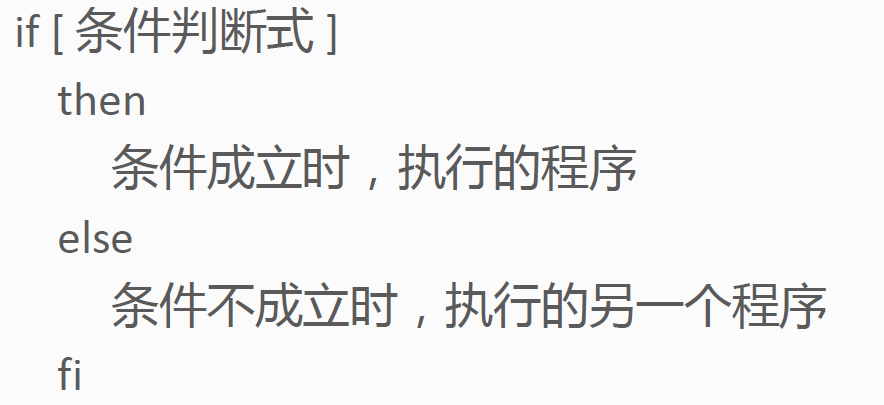 if [ 条件判断式 ]
then
条件成立时，执行的程序
else
条件不成立时，执行的另一个程序
fi